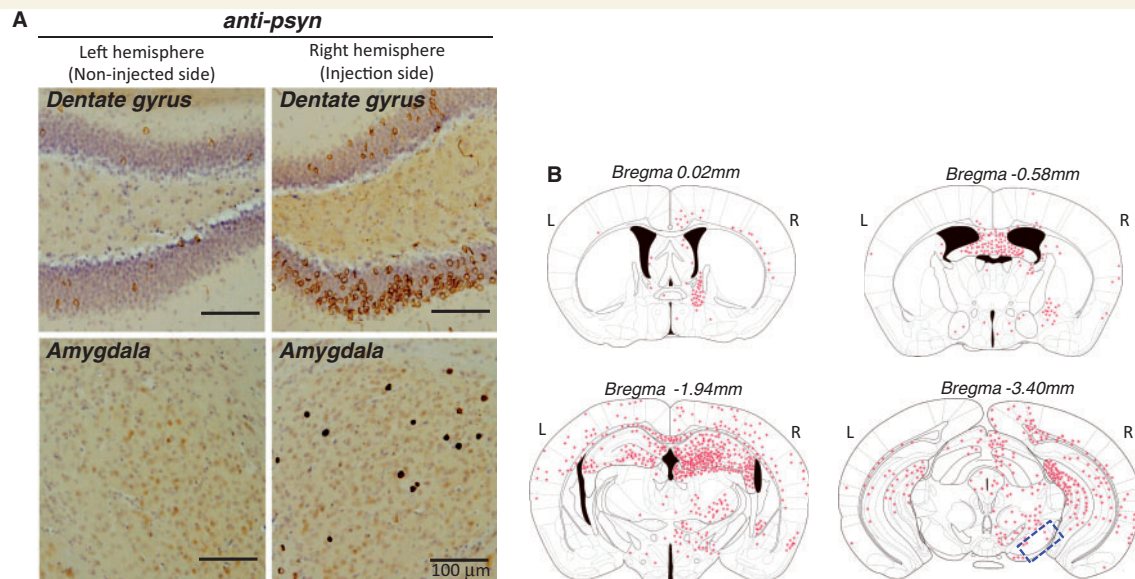 A
anti-psyn
Left hemisphere
(Non-injected side)
Right hemisphere
(Injection side)
Dentate gyrus
Dentate gyrus
Amygdala
Amygdala
100 µm
B
Bregma 0.02mm
L
R
Bregma -0.58mm
L
R
Bregma -1.94mm
L
R
Bregma -3.40mm
L
R